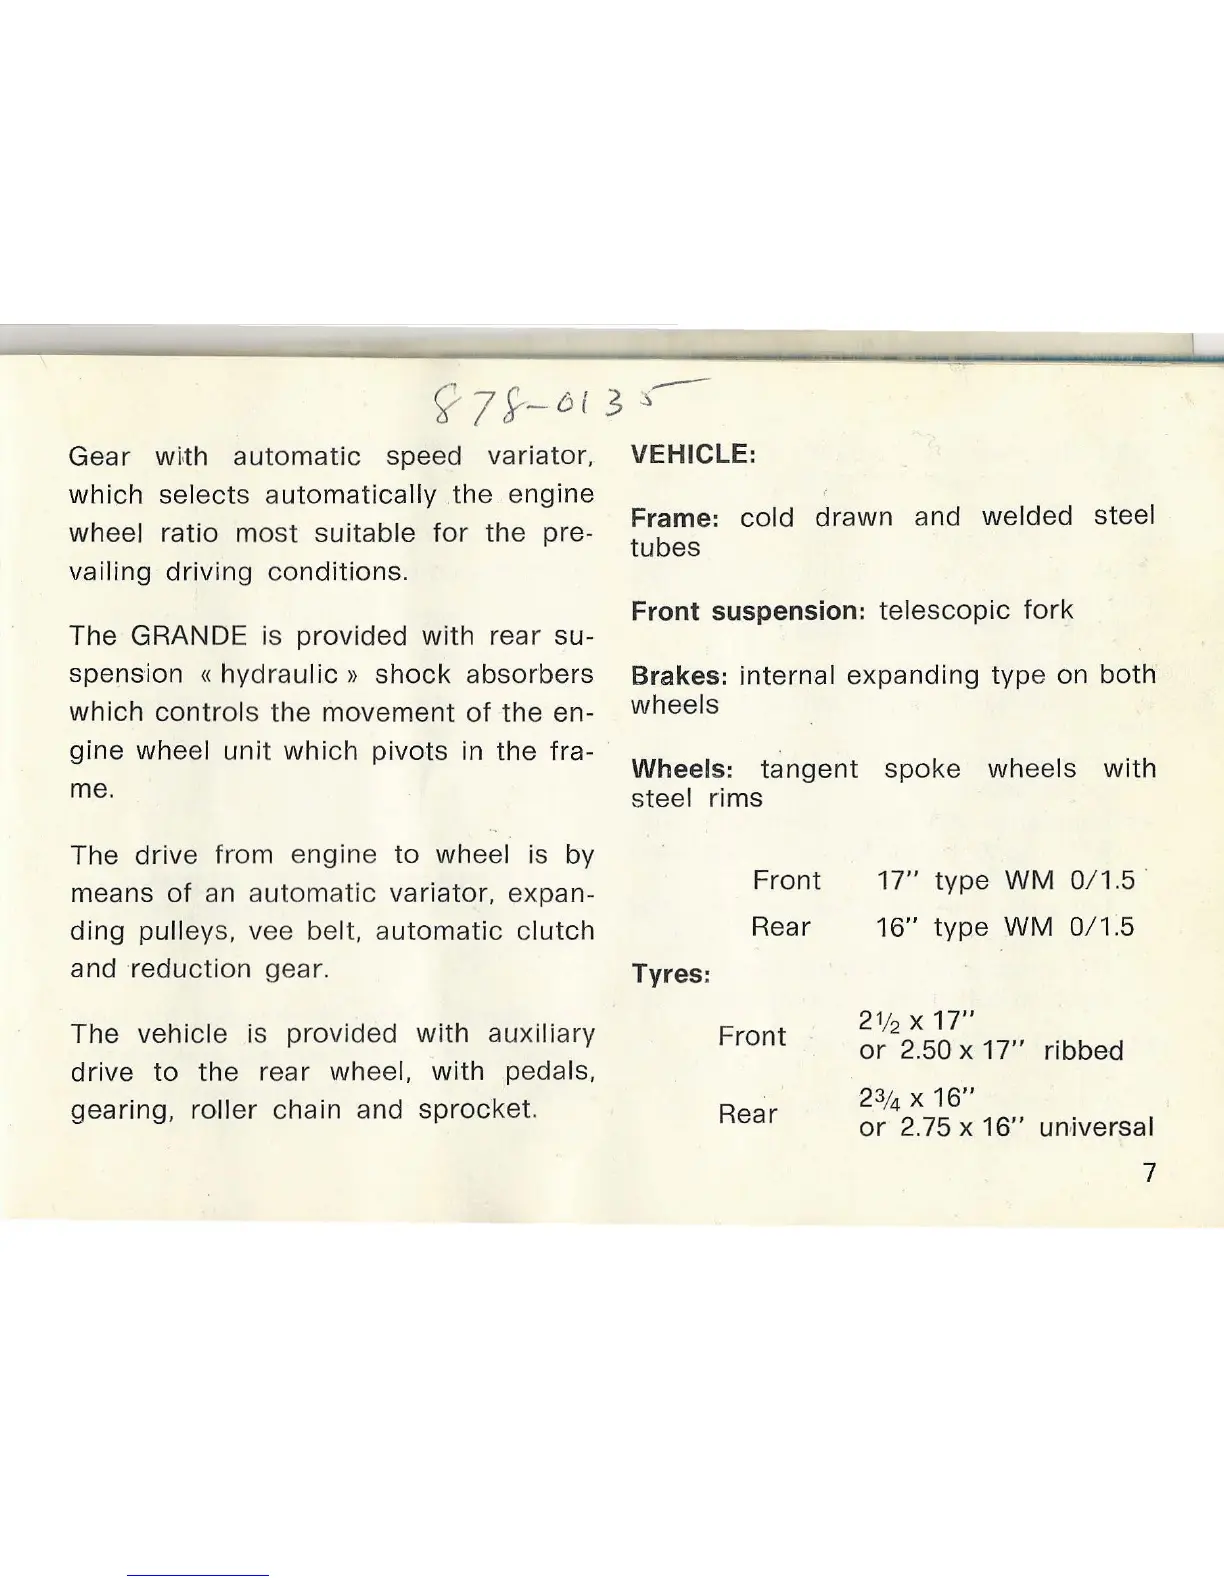 878-0135
Gear with automatic speed variator,
which selects automatically the engine
wheel ratio most suitable for the pre-
vailing driving conditions.
The GRANDE is provided with rear su-
spension « hydraulic » shock absorbers
which controls the movement of the en-
gine wheel unit which pivots in the fra-
me.
The drive from engine to wheel is by
means of an automatic variator, expan-
ding pulleys, vee belt, automatic clutch
and reduction gear.
The vehicle is provided with auxiliary
drive to the rear wheel, with pedals,
gearing, roller chain and sprocket.
VEHICLE:
Frame: cold drawn and welded steel
tubes
Front suspension: telescopic fork
Brakes: internal expanding type on both
wheels
Wheels: tangent spoke wheels with
steel rims
Front 17" type WM 0/1.5
Rear 16" type WM 0/1.5
Tyres:
Front 2½ x 17"
or 2.50 x 17" ribbed
Rear 2¾ x 16"
or 2.75 x 16" universal
7